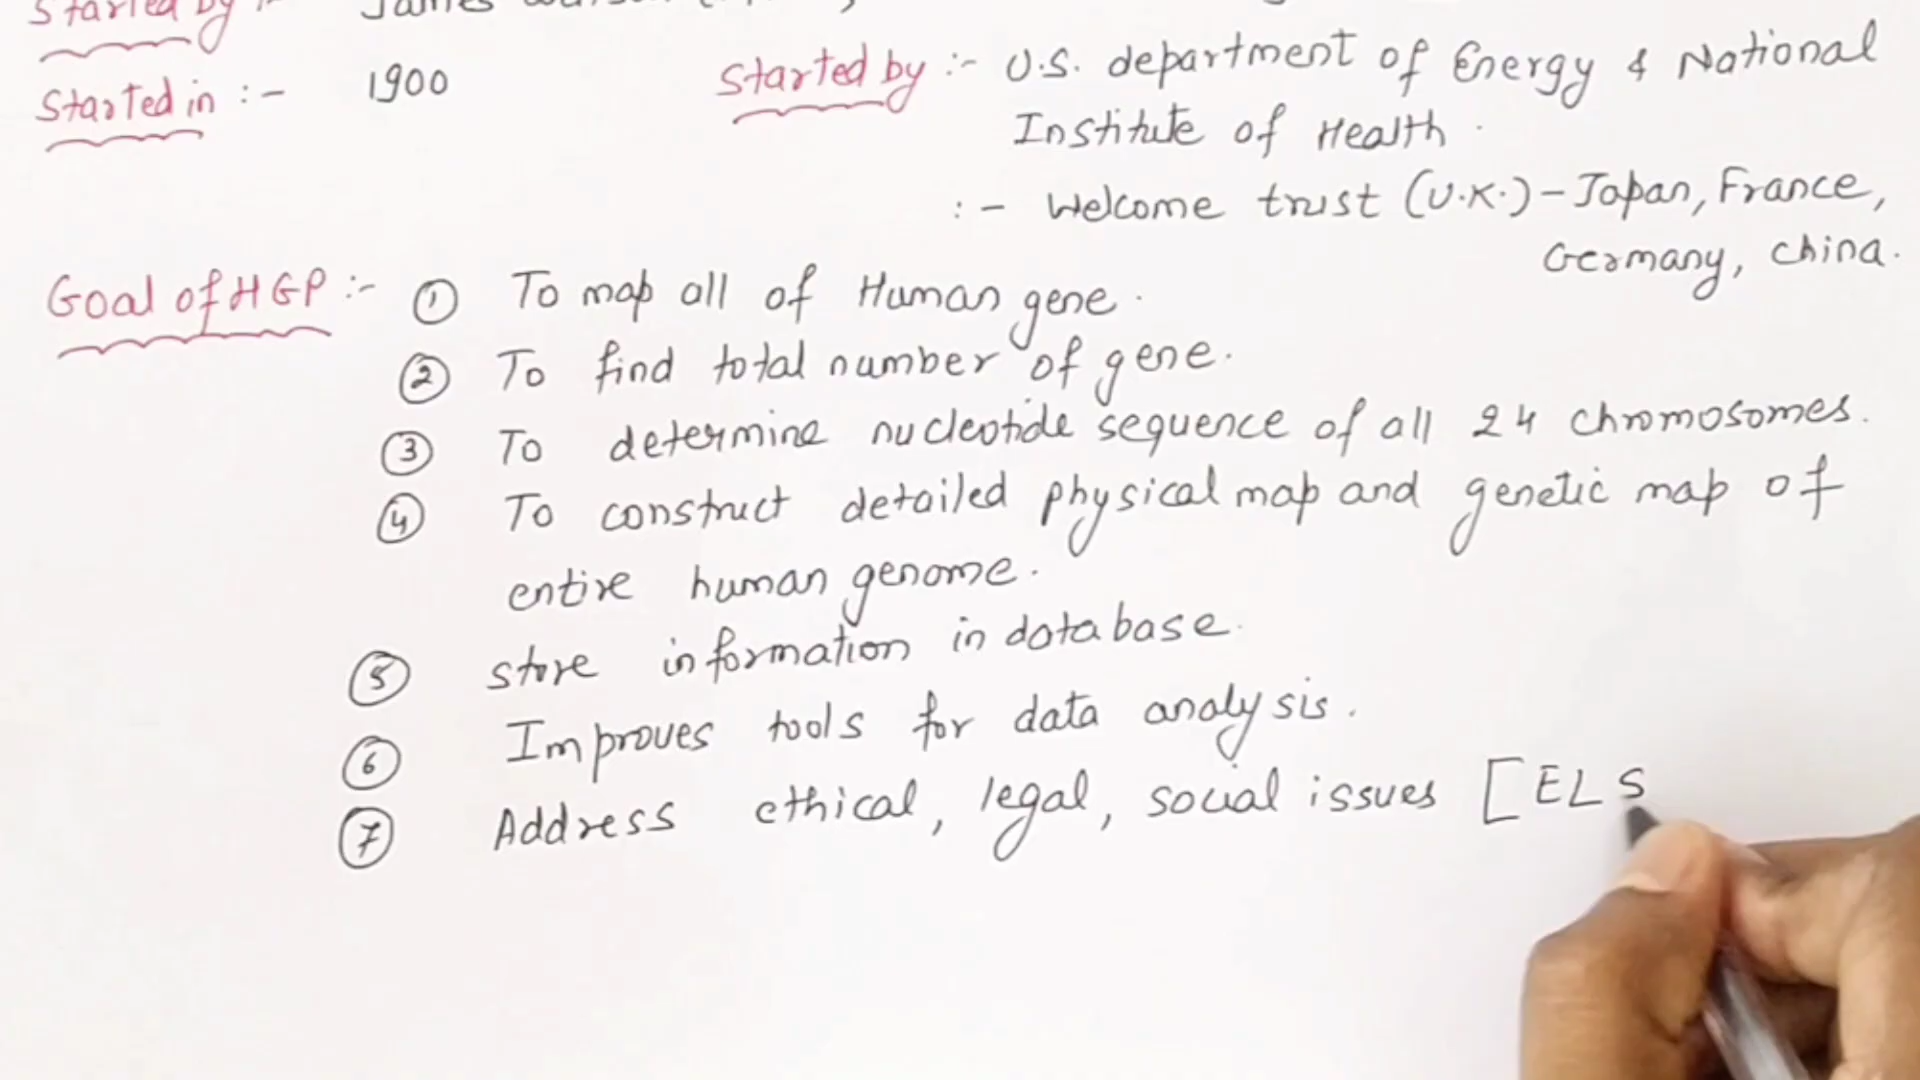 Started by :- James
Started in :- 1900
Started by :- U.S. department of Energy & National
Institute of Health.
:- Welcome trust (U.K.) - Japan, France,
Germany, China.
Goal of HGP :- ① To map all of Human gene.
② To find total number of gene.
③ To determine nucleotide sequence of all 24 chromosomes.
④ To construct detailed physical map and genetic map of
entire human genome.
⑤ store information in database.
⑥ Improves tools for data analysis.
⑦ Address ethical, legal, social issues [ELS